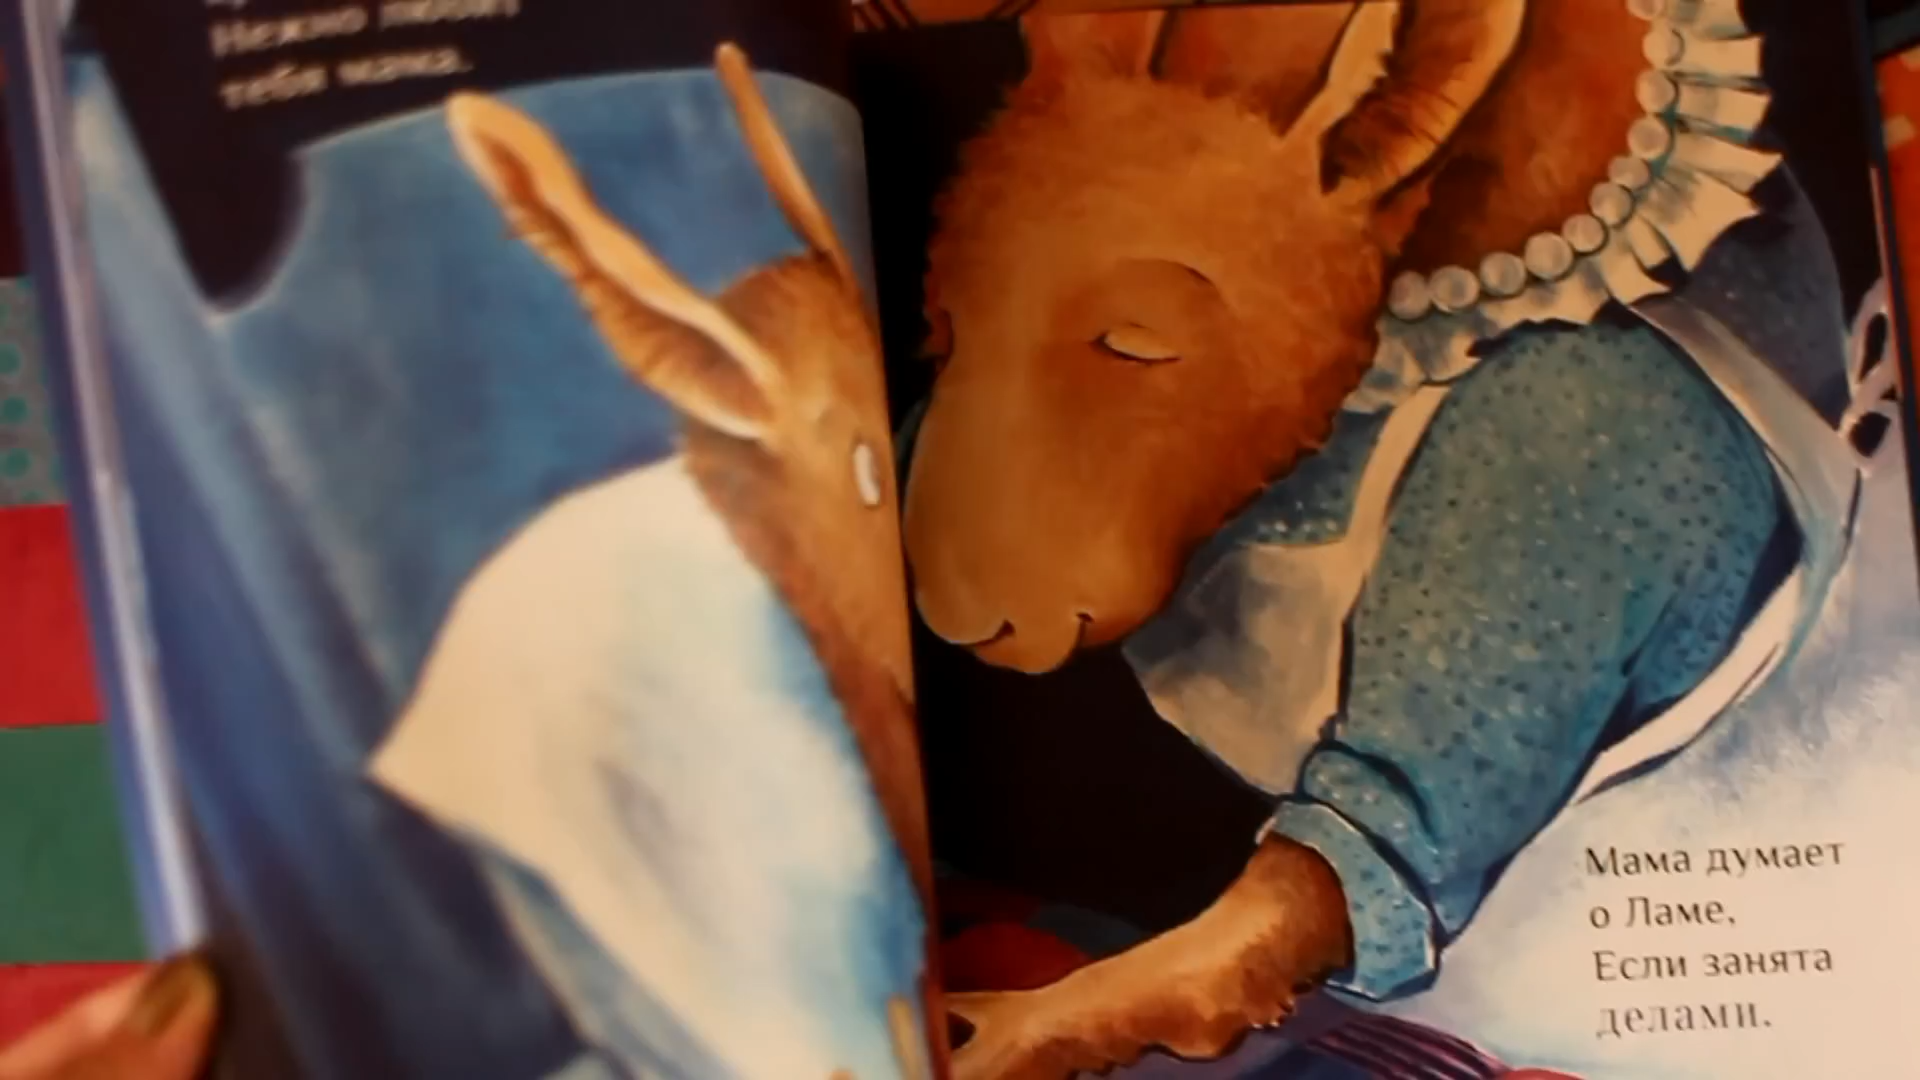 Нежно любит
тебя мама.
Мама думает
о Ламе,
Если занята
делами.